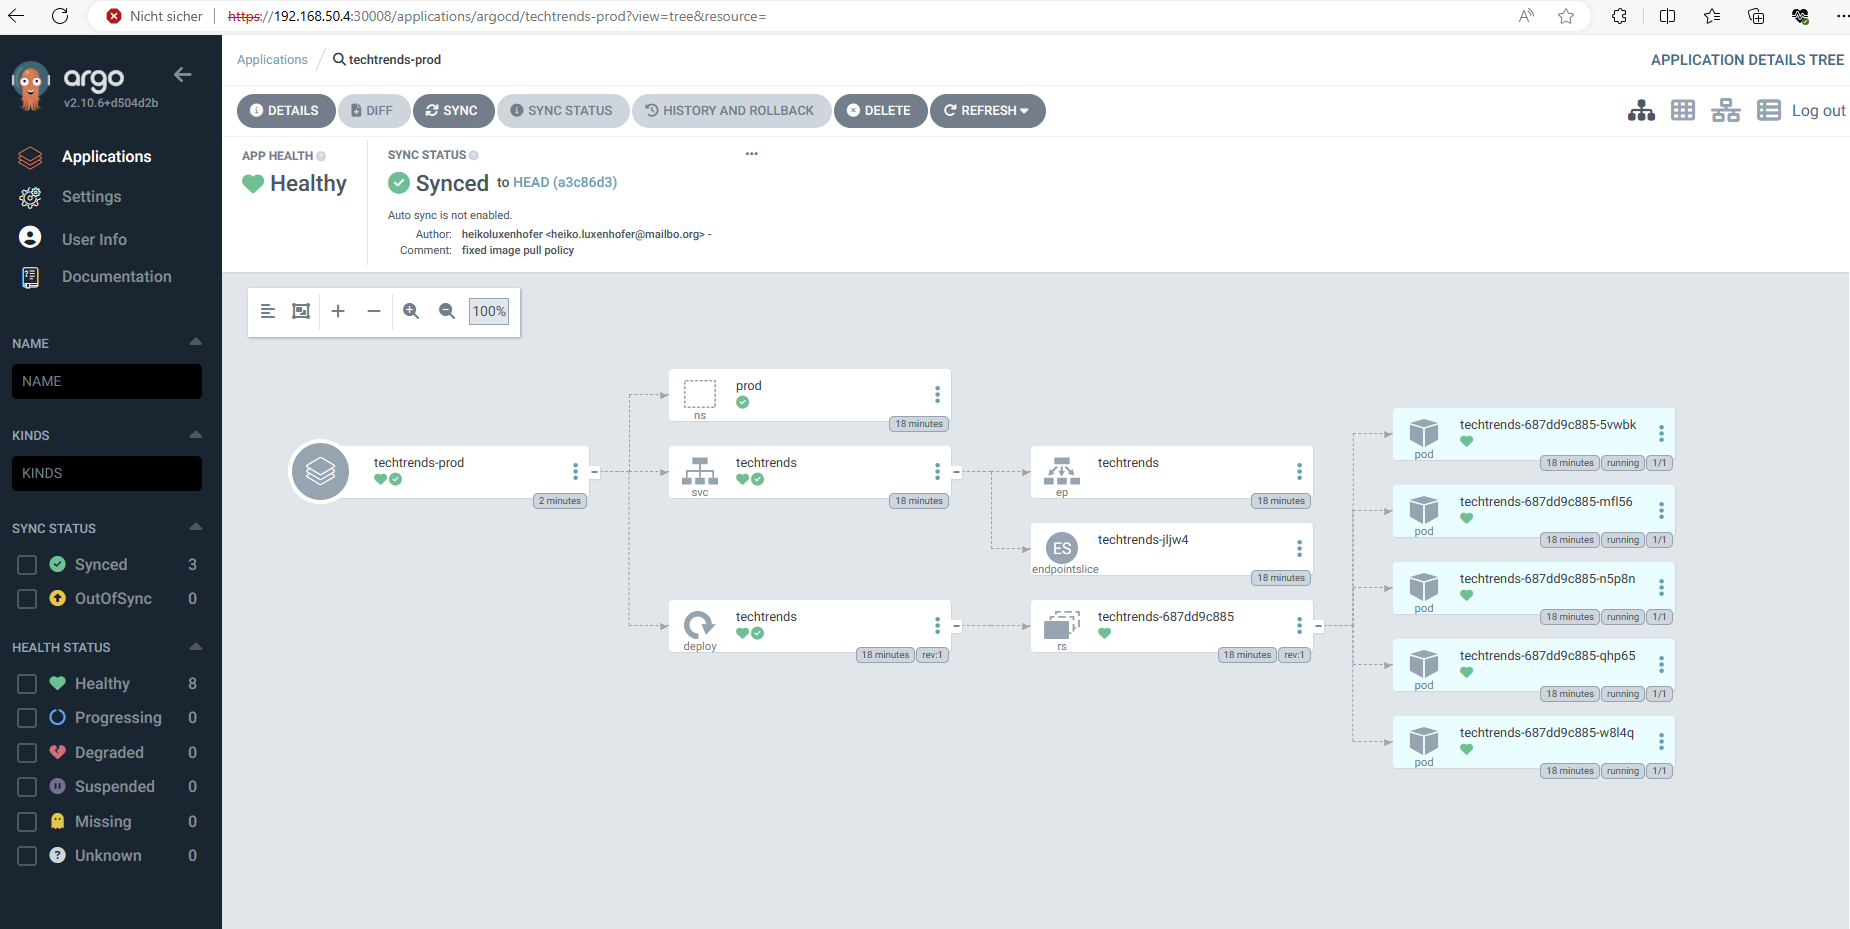 Nicht sicher
https://192.168.50.4:30008/applications/argocd/techtrends-prod?view=tree&resource=
argo
v2.10.6+d504d2b
Applications
Settings
User Info
Documentation
NAME
NAME
KINDS
KINDS
SYNC STATUS
Synced 3
OutOfSync 0
HEALTH STATUS
Healthy 8
Progressing 0
Degraded 0
Suspended 0
Missing 0
Unknown 0
Applications / techtrends-prod
APPLICATION DETAILS TREE
DETAILS DIFF SYNC SYNC STATUS HISTORY AND ROLLBACK DELETE REFRESH
Log out
APP HEALTH
Healthy
SYNC STATUS
Synced to HEAD (a3c86d3)
Auto sync is not enabled.
Author: heikoluxenhofer <heiko.luxenhofer@mailbo.org> -
Comment: fixed image pull policy
100%
techtrends-prod
2 minutes
prod
ns
18 minutes
techtrends
svc
18 minutes
techtrends
deploy
18 minutes rev:1
techtrends
ep
18 minutes
ES
techtrends-jljw4
endpointslice
18 minutes
techtrends-687dd9c885
rs
18 minutes rev:1
techtrends-687dd9c885-5vwbk
pod
18 minutes running 1/1
techtrends-687dd9c885-mfl56
pod
18 minutes running 1/1
techtrends-687dd9c885-n5p8n
pod
18 minutes running 1/1
techtrends-687dd9c885-qhp65
pod
18 minutes running 1/1
techtrends-687dd9c885-w8l4q
pod
18 minutes running 1/1